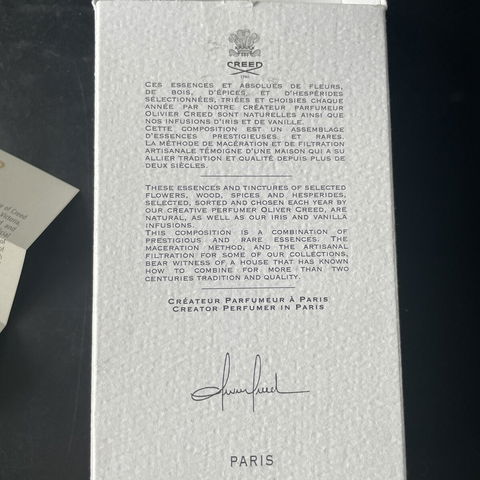 CREED
1760
CES ESSENCES ET ABSOLUES DE FLEURS,
DE BOIS, D'ÉPICES, ET D'HESPÉRIDES
SÉLECTIONNÉES, TRIÉES ET CHOISIES CHAQUE
ANNÉE PAR NOTRE CRÉATEUR PARFUMEUR
OLIVIER CREED SONT NATURELLES AINSI QUE
NOS INFUSIONS D'IRIS ET DE VANILLE.
CETTE COMPOSITION EST UN ASSEMBLAGE
D'ESSENCES PRESTIGIEUSES ET RARES.
LA MÉTHODE DE MACÉRATION ET DE FILTRATION
ARTISANALE TÉMOIGNE D'UNE MAISON QUI A SU
ALLIER TRADITION ET QUALITÉ DEPUIS PLUS DE
DEUX SIÈCLES.
THESE ESSENCES AND TINCTURES OF SELECTED
FLOWERS, WOOD, SPICES AND HESPERIDES,
SELECTED, SORTED AND CHOSEN EACH YEAR BY
OUR CREATIVE PERFUMER OLIVER CREED, ARE
NATURAL, AS WELL AS OUR IRIS AND VANILLA
INFUSIONS.
THIS COMPOSITION IS A COMBINATION OF
PRESTIGIOUS AND RARE ESSENCES. THE
MACERATION METHOD, AND THE ARTISANAL
FILTRATION FOR SOME OF OUR COLLECTIONS,
BEAR WITNESS OF A HOUSE THAT HAS KNOWN
HOW TO COMBINE FOR MORE THAN TWO
CENTURIES TRADITION AND QUALITY.
CRÉATEUR PARFUMEUR À PARIS
CREATOR PERFUMER IN PARIS
PARIS
of Creed
Victoria
and